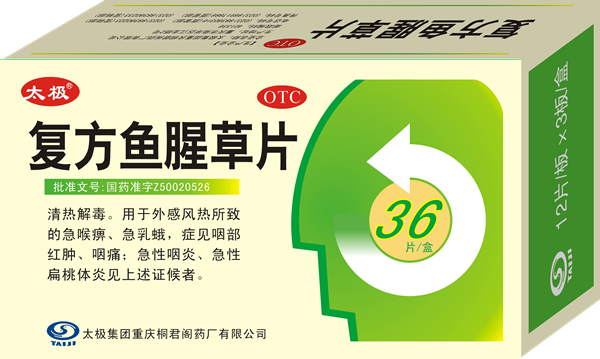 复方鱼腥草片
OTC
太极®
OTC
复方鱼腥草片
批准文号:国药准字Z50020526
清热解毒。用于外感风热所致
的急喉痹、急乳蛾，症见咽部
红肿、咽痛；急性咽炎、急性
扁桃体炎见上述证候者。
36
片/盒
TAIJI
太极集团重庆桐君阁药厂有限公司
12片/板 x 3板/盒
TAIJI